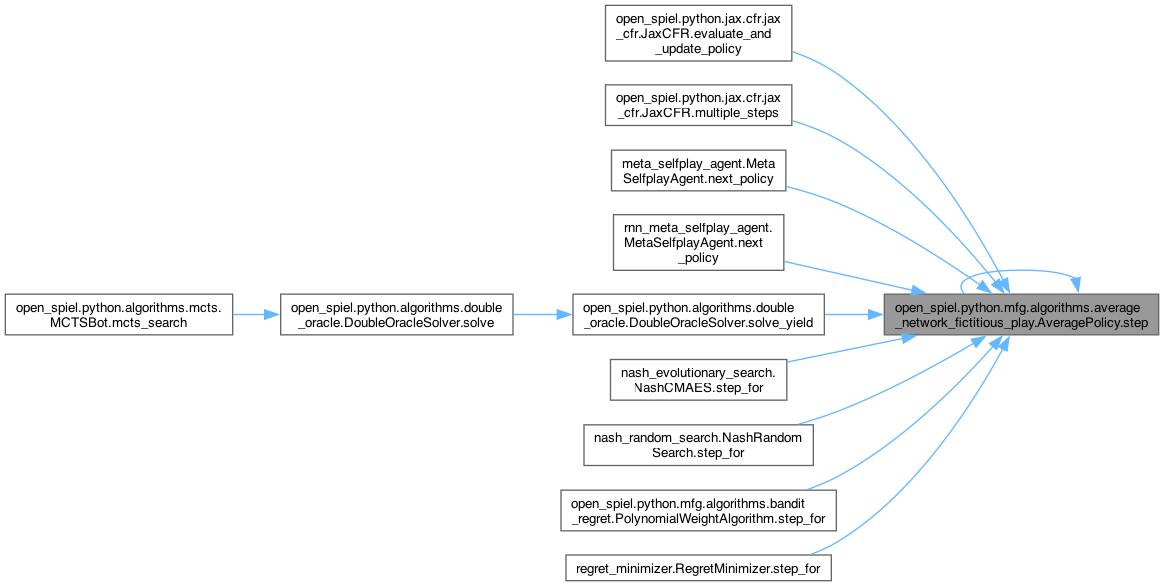 open_spiel.python.jax.cfr.jax
_cfr.JaxCFR.evaluate_and
_update_policy
open_spiel.python.jax.cfr.jax
_cfr.JaxCFR.multiple_steps
meta_selfplay_agent.Meta
SelfplayAgent.next_policy
rnn_meta_selfplay_agent.
MetaSelfplayAgent.next
_policy
open_spiel.python.algorithms.mcts.
MCTSBot.mcts_search
open_spiel.python.algorithms.double
_oracle.DoubleOracleSolver.solve
open_spiel.python.algorithms.double
_oracle.DoubleOracleSolver.solve_yield
open_spiel.python.mfg.algorithms.average
_network_fictitious_play.AveragePolicy.step
nash_evolutionary_search.
NashCMAES.step_for
nash_random_search.NashRandom
Search.step_for
open_spiel.python.mfg.algorithms.bandit
_regret.PolynomialWeightAlgorithm.step_for
regret_minimizer.RegretMinimizer.step_for